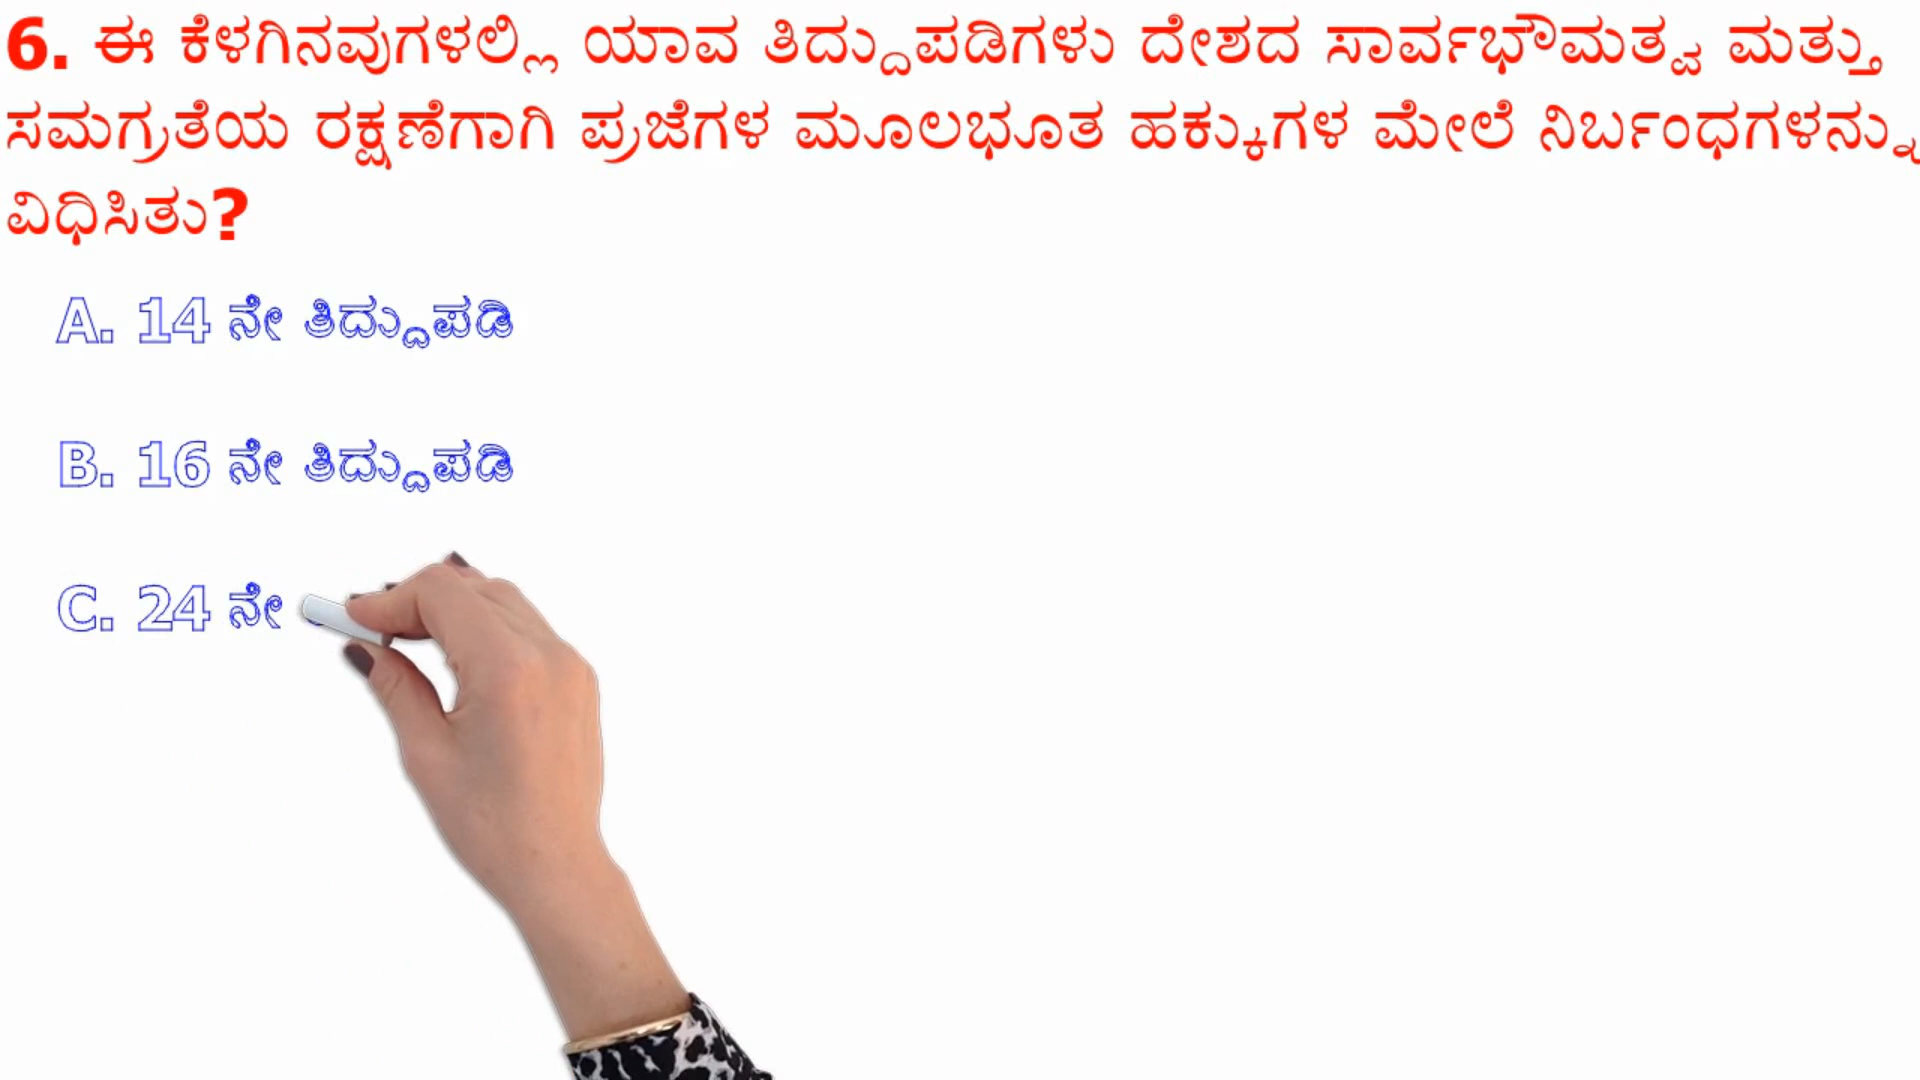 6. ಈ ಕೆಳಗಿನವುಗಳಲ್ಲಿ ಯಾವ ತಿದ್ದುಪಡಿಗಳು ದೇಶದ ಸಾರ್ವಭೌಮತ್ವ ಮತ್ತು
ಸಮಗ್ರತೆಯ ರಕ್ಷಣೆಗಾಗಿ ಪ್ರಜೆಗಳ ಮೂಲಭೂತ ಹಕ್ಕುಗಳ ಮೇಲೆ ನಿರ್ಬಂಧಗಳನ್ನು
ವಿಧಿಸಿತು?
A. 14 ನೇ ತಿದ್ದುಪಡಿ
B. 16 ನೇ ತಿದ್ದುಪಡಿ
C. 24 ನೇ